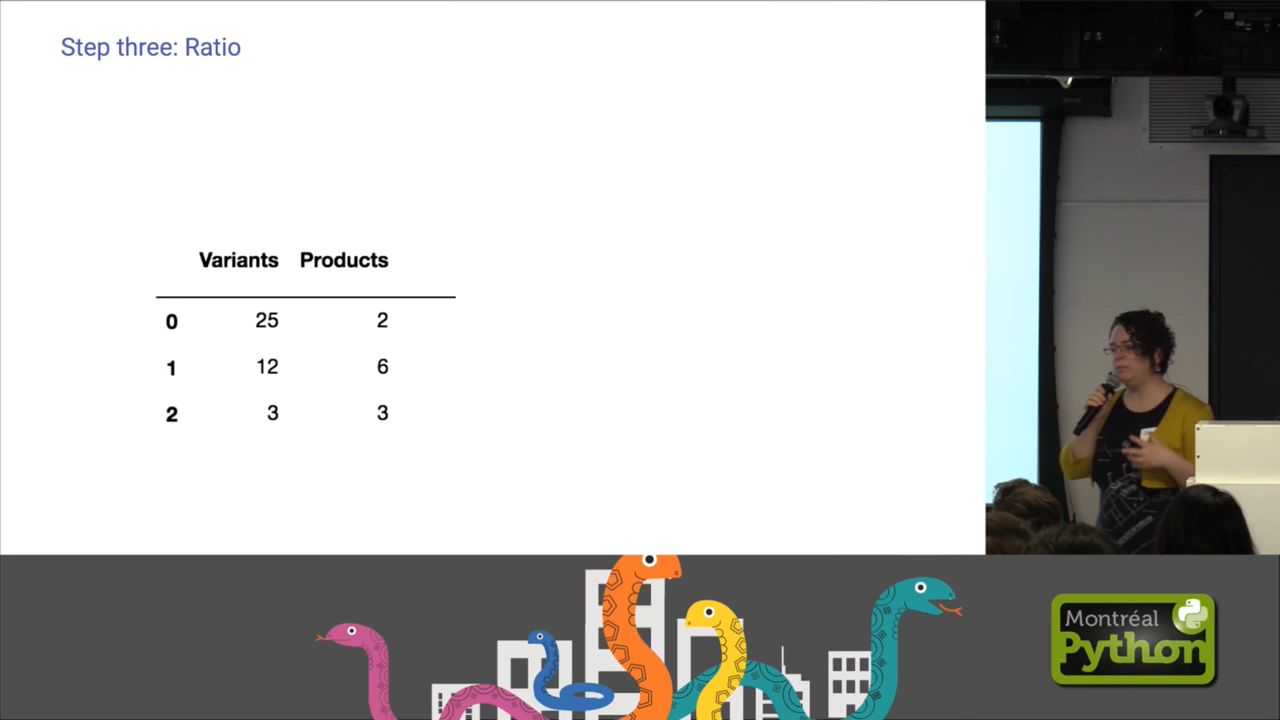 Step three: Ratio
Variants Products
0 25 2
1 12 6
2 3 3
Montréal
Python